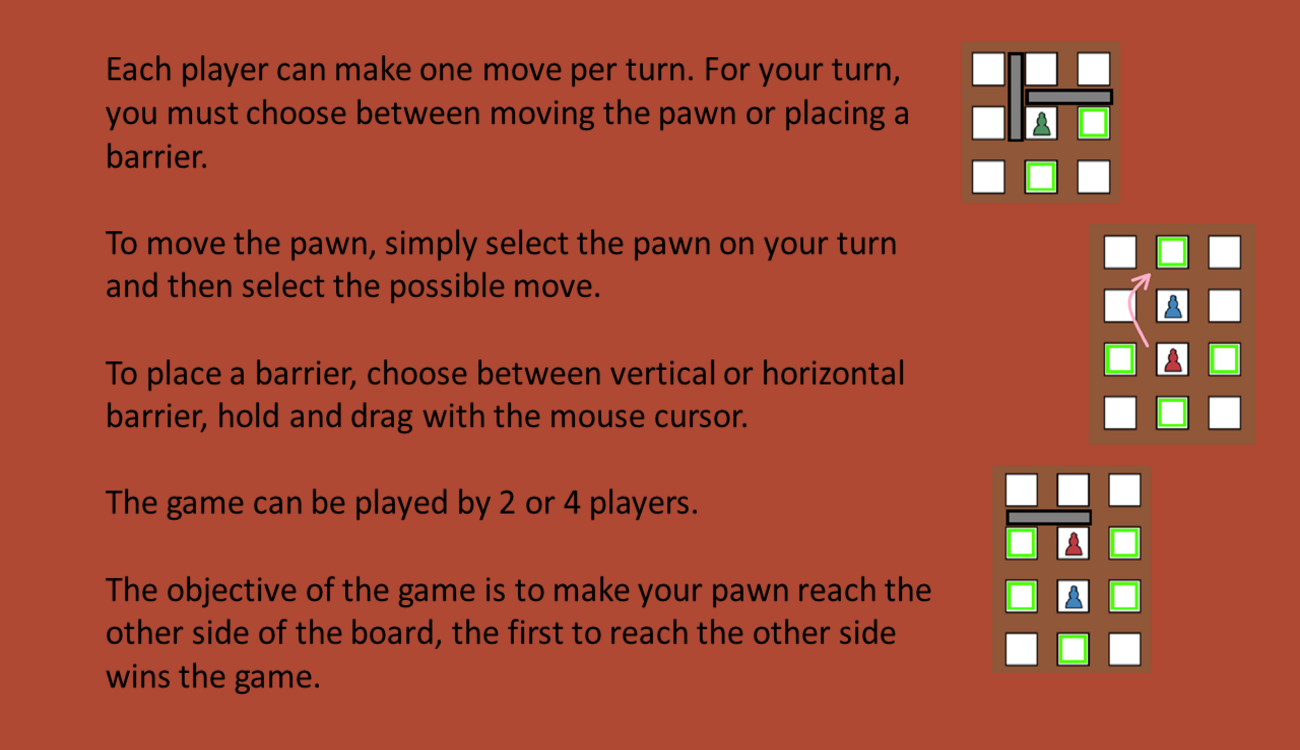 Each player can make one move per turn. For your turn,
you must choose between moving the pawn or placing a
barrier.
To move the pawn, simply select the pawn on your turn
and then select the possible move.
To place a barrier, choose between vertical or horizontal
barrier, hold and drag with the mouse cursor.
The game can be played by 2 or 4 players.
The objective of the game is to make your pawn reach the
other side of the board, the first to reach the other side
wins the game.